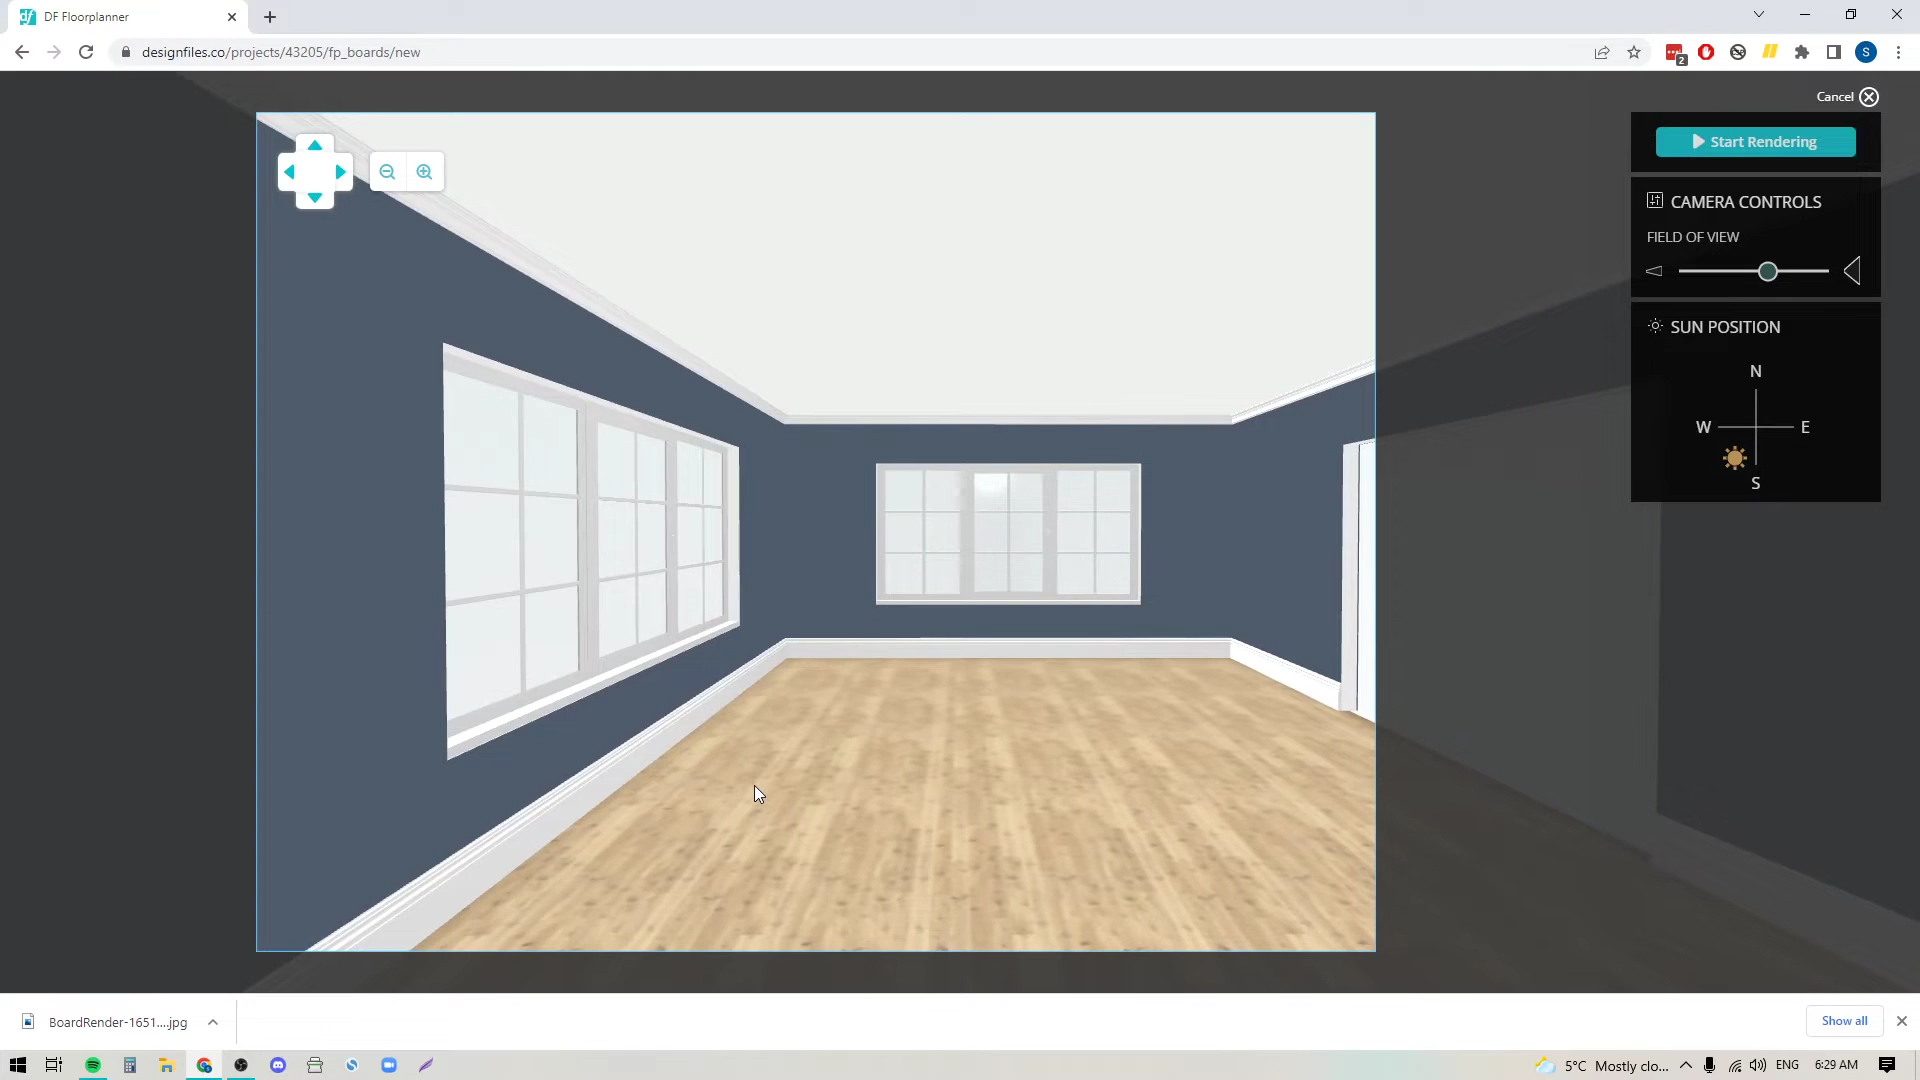 DF Floorplanner
designfiles.co/projects/43205/fp_boards/new
2
S
Cancel
Start Rendering
CAMERA CONTROLS
FIELD OF VIEW
SUN POSITION
N
W E
S
BoardRender-1651....jpg
Show all
5°C Mostly clo...
ENG
6:29 AM